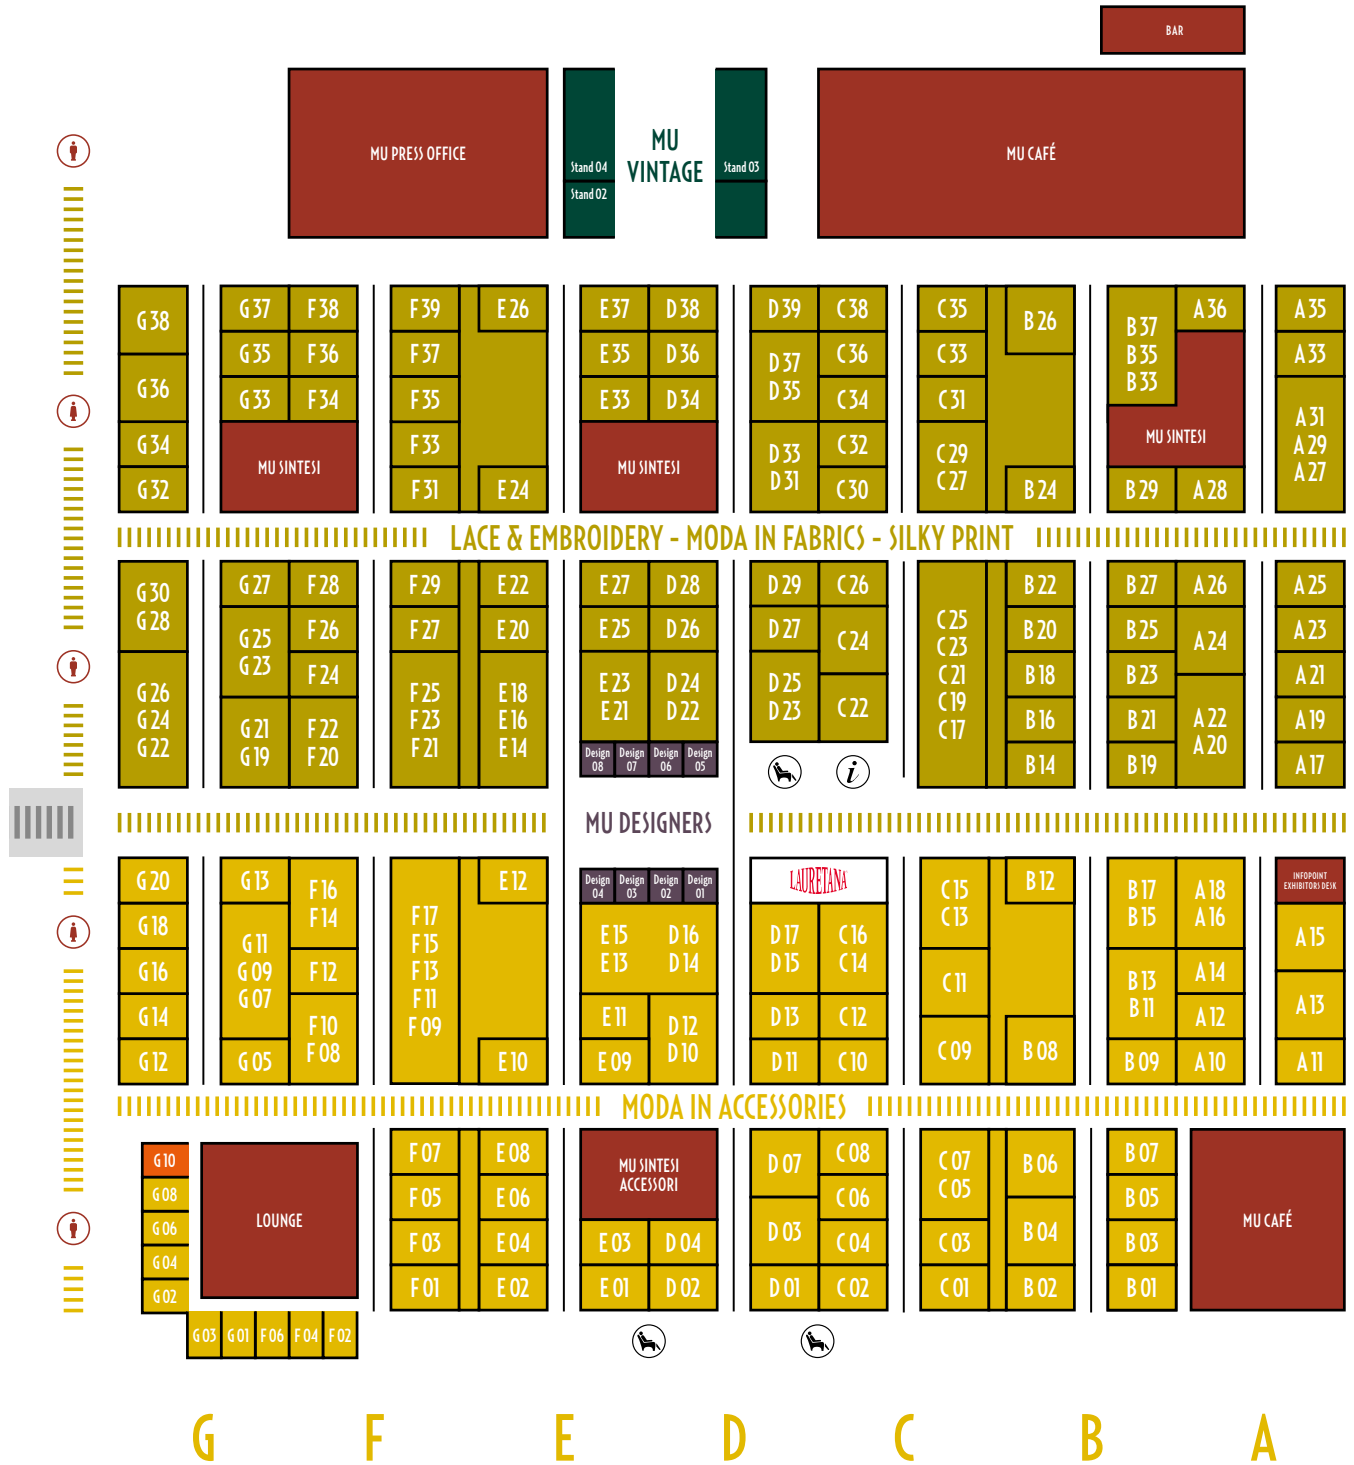 BAR
MU PRESS OFFICE
Stand 04
Stand 02
MU
VINTAGE
Stand 03
MU CAFÉ
G 38
G 36
G 34
G 32
G 37
F 38
G 35
F 36
G 33
F 34
MU SINTESI
F 39
F 37
F 35
F 33
F 31
E 26
E 24
E 37
D 38
E 35
D 36
E 33
D 34
MU SINTESI
D 39
D 37
D 35
D 33
D 31
C 38
C 36
C 34
C 32
C 30
C 35
C 33
C 31
C 29
C 27
B 26
B 24
B 37
B 35
B 33
A 36
MU SINTESI
B 29
A 28
A 35
A 33
A 31
A 29
A 27
LACE & EMBROIDERY - MODA IN FABRICS - SILKY PRINT
G 30
G 28
G 26
G 24
G 22
G 27
G 25
G 23
G 21
G 19
F 28
F 26
F 24
F 22
F 20
F 29
F 27
F 25
F 23
F 21
E 22
E 20
E 18
E 16
E 14
E 27
D 28
E 25
D 26
E 23
E 21
D 24
D 22
Design
08
Design
07
Design
06
Design
05
D 29
D 27
D 25
D 23
C 26
C 24
C 22
i
C 25
C 23
C 21
C 19
C 17
B 22
B 20
B 18
B 16
B 14
B 27
B 25
B 23
B 21
B 19
A 26
A 24
A 22
A 20
A 25
A 23
A 21
A 19
A 17
MU DESIGNERS
G 20
G 18
G 16
G 14
G 12
G 13
G 11
G 09
G 07
G 05
F 16
F 14
F 12
F 10
F 08
F 17
F 15
F 13
F 11
F 09
E 12
E 10
Design
04
Design
03
Design
02
Design
01
E 15
E 13
D 16
D 14
E 11
E 09
D 12
D 10
LAURETANA
D 17
D 15
C 16
C 14
D 13
C 12
D 11
C 10
C 15
C 13
C 11
C 09
B 12
B 08
B 17
B 15
B 13
B 11
B 09
A 18
A 16
A 14
A 12
A 10
INFOPOINT
EXHIBITORS DESK
A 15
A 13
A 11
MODA IN ACCESSORIES
G 10
G 08
G 06
G 04
G 02
LOUNGE
G 03
G 01
F 06
F 04
F 02
F 07
F 05
F 03
F 01
E 08
E 06
E 04
E 02
MU SINTESI
ACCESSORI
E 03
D 04
E 01
D 02
D 07
D 03
D 01
C 08
C 06
C 04
C 02
C 07
C 05
C 03
C 01
B 06
B 04
B 02
B 07
B 05
B 03
B 01
MU CAFÉ
G F E D C B A